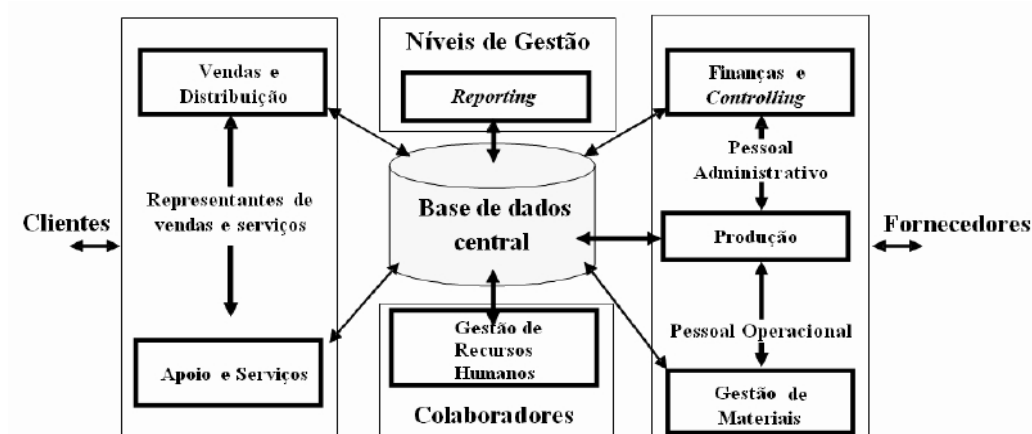 Níveis de Gestão
Reporting
Vendas e
Distribuição
Representantes de
vendas e serviços
Apoio e Serviços
Clientes
Base de dados
central
Gestão de
Recursos
Humanos
Colaboradores
Finanças e
Controlling
Pessoal
Administrativo
Produção
Pessoal Operacional
Gestão de
Materiais
Fornecedores